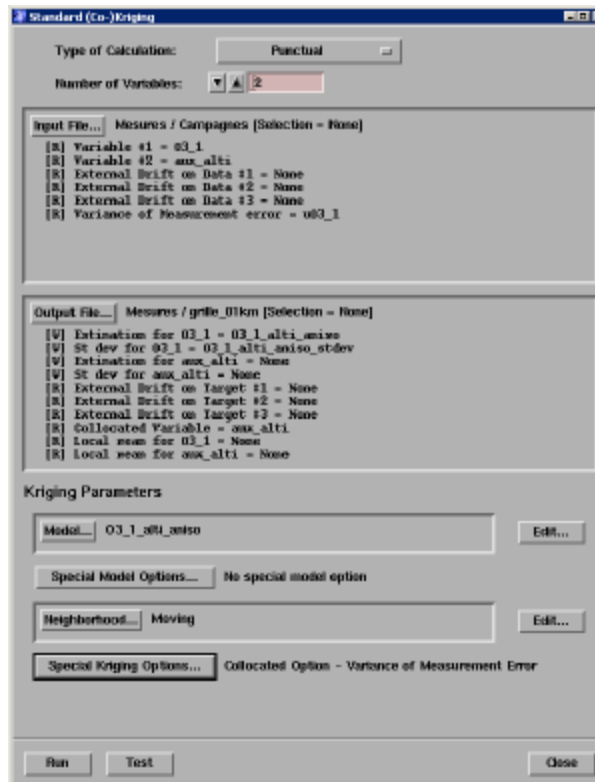 Standard (Co-)Kriging
Type of Calculation: Punctual
Number of Variables: 2
Input File... Mesures / Campagnes [Selection = None]
[R] Variable #1 = O3_1
[R] Variable #2 = aux_alti
[R] External Drift on Data #1 = None
[R] External Drift on Data #2 = None
[R] External Drift on Data #3 = None
[R] Variance of Measurement error = vO3_1
Output File... Mesures / grille_01km [Selection = None]
[W] Estimation for O3_1 = O3_1_alti_aniso
[W] St dev for O3_1 = O3_1_alti_aniso_stdev
[W] Estimation for aux_alti = None
[W] St dev for aux_alti = None
[R] External Drift on Target #1 = None
[R] External Drift on Target #2 = None
[R] External Drift on Target #3 = None
[R] Collocated Variable = aux_alti
[R] Local mean for O3_1 = None
[R] Local mean for aux_alti = None
Kriging Parameters
Model... O3_1_alti_aniso Edit...
Special Model Options... No special model option
Neighborhood... Moving Edit...
Special Kriging Options... Collocated Option - Variance of Measurement Error
Run Test Close